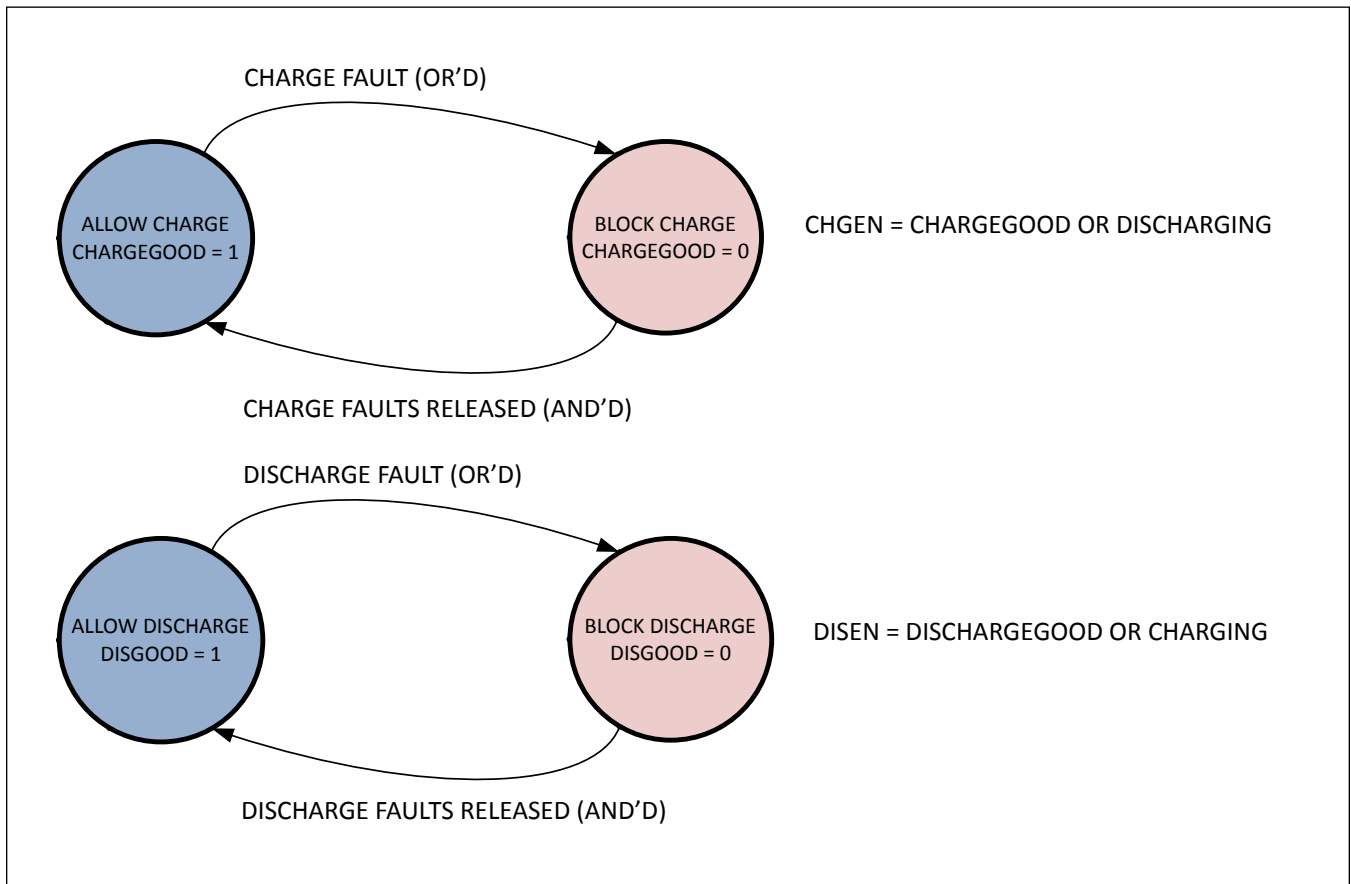 CHARGE FAULT (OR’D)
ALLOW CHARGE
CHARGEGOOD = 1
BLOCK CHARGE
CHARGEGOOD = 0
CHGEN = CHARGEGOOD OR DISCHARGING
CHARGE FAULTS RELEASED (AND’D)
DISCHARGE FAULT (OR’D)
ALLOW DISCHARGE
DISGOOD = 1
BLOCK DISCHARGE
DISGOOD = 0
DISEN = DISCHARGEGOOD OR CHARGING
DISCHARGE FAULTS RELEASED (AND’D)